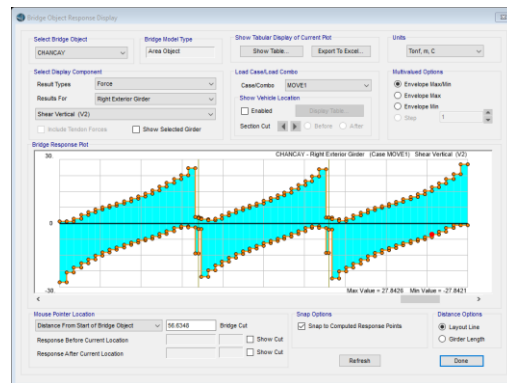 Bridge Object Response Display
Select Bridge Object
CHANCAY
Bridge Model Type
Area Object
Show Tabular Display of Current Plot
Show Table...
Export To Excel...
Units
Tonf, m, C
Select Display Component
Result Types
Force
Results For
Right Exterior Girder
Shear Vertical (V2)
Include Tendon Forces
Show Selected Girder
Load Case/Load Combo
Case/Combo
MOVE1
Show Vehicle Location
Enabled
Display Table...
Section Cut
Before
After
Multivalued Options
Envelope Max/Min
Envelope Max
Envelope Min
Step
1
Bridge Response Plot
CHANCAY - Right Exterior Girder (Case MOVE1) Shear Vertical (V2)
0
Max Value = 27.8426 Min Value = -27.8421
Mouse Pointer Location
Distance From Start of Bridge Object
56.6346
Bridge Cut
Response Before Current Location
Show Cut
Response After Current Location
Show Cut
Snap Options
Snap to Computed Response Points
Distance Options
Layout Line
Girder Length
Refresh
Done